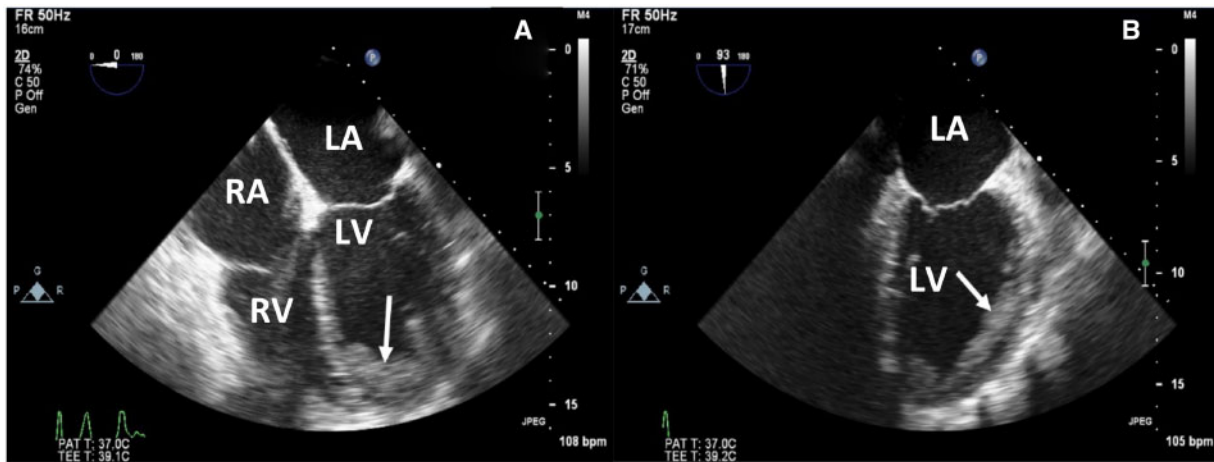 FR 50Hz
16cm
2D
74%
C 50
P Off
Gen
0 0 180
P
A
M4
0
5
10
15
LA
RA
LV
RV
G
P R
JPEG
PAT T: 37.0C
TEE T: 39.1C
108 bpm
FR 50Hz
17cm
2D
71%
C 50
P Off
Gen
0 93 180
P
B
M4
0
5
10
15
LA
LV
G
P R
JPEG
PAT T: 37.0C
TEE T: 39.2C
105 bpm